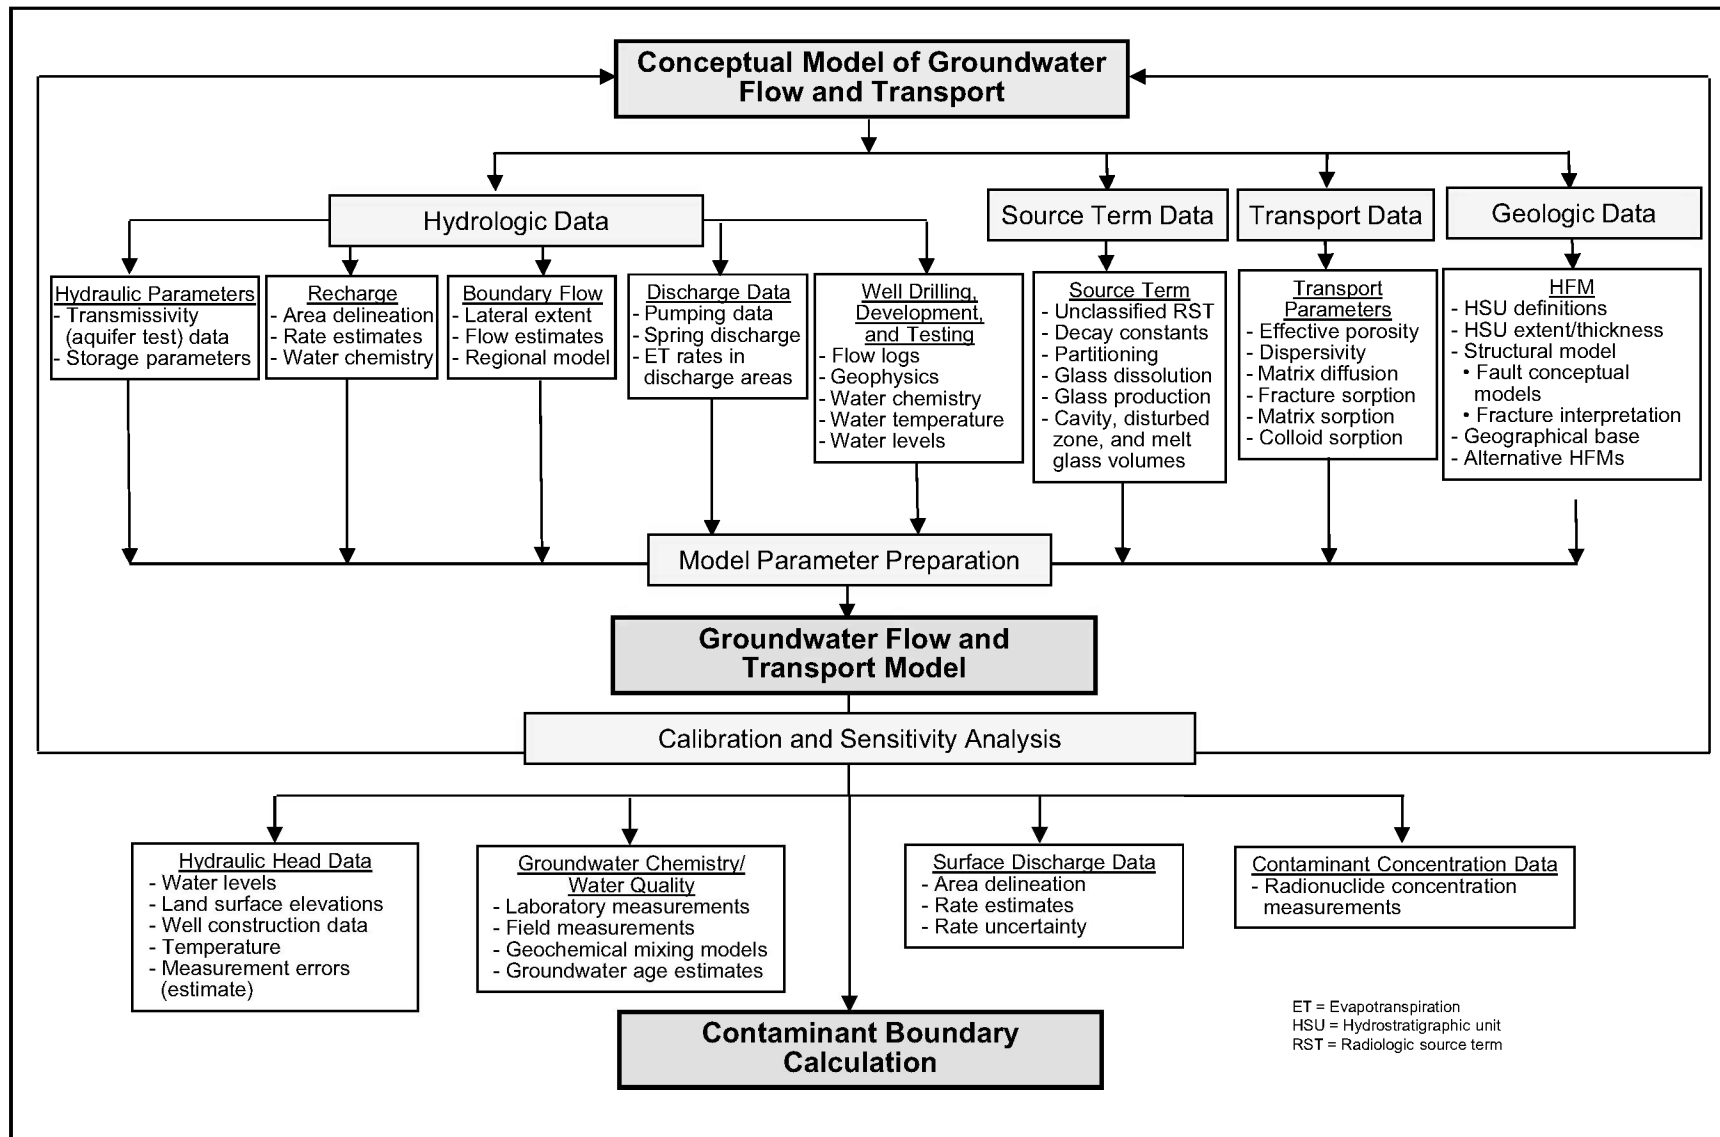 Conceptual Model of Groundwater
Flow and Transport
Hydrologic Data
Source Term Data
Transport Data
Geologic Data
Hydraulic Parameters
- Transmissivity
(aquifer test) data
- Storage parameters
Recharge
- Area delineation
- Rate estimates
- Water chemistry
Boundary Flow
- Lateral extent
- Flow estimates
- Regional model
Discharge Data
- Pumping data
- Spring discharge
- ET rates in
discharge areas
Well Drilling,
Development,
and Testing
- Flow logs
- Geophysics
- Water chemistry
- Water temperature
- Water levels
Source Term
- Unclassified RST
- Decay constants
- Partitioning
- Glass dissolution
- Glass production
- Cavity, disturbed
zone, and melt
glass volumes
Transport
Parameters
- Effective porosity
- Dispersivity
- Matrix diffusion
- Fracture sorption
- Matrix sorption
- Colloid sorption
HFM
- HSU definitions
- HSU extent/thickness
- Structural model
• Fault conceptual
models
• Fracture interpretation
- Geographical base
- Alternative HFMs
Model Parameter Preparation
Groundwater Flow and
Transport Model
Calibration and Sensitivity Analysis
Hydraulic Head Data
- Water levels
- Land surface elevations
- Well construction data
- Temperature
- Measurement errors
(estimate)
Groundwater Chemistry/
Water Quality
- Laboratory measurements
- Field measurements
- Geochemical mixing models
- Groundwater age estimates
Surface Discharge Data
- Area delineation
- Rate estimates
- Rate uncertainty
Contaminant Concentration Data
- Radionuclide concentration
measurements
Contaminant Boundary
Calculation
ET = Evapotranspiration
HSU = Hydrostratigraphic unit
RST = Radiologic source term